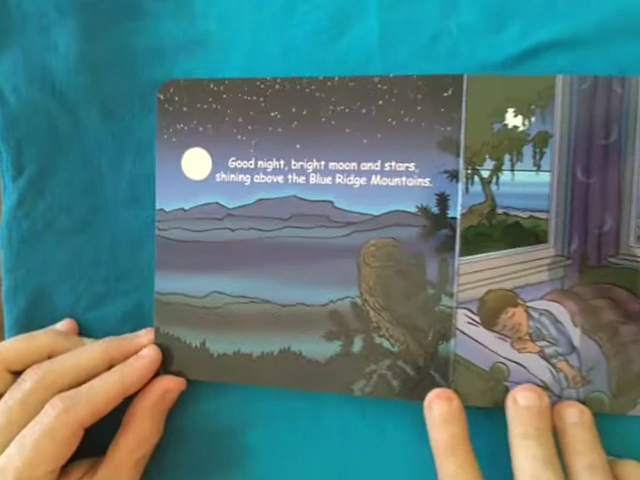 Good night, bright moon and stars,
shining above the Blue Ridge Mountains.